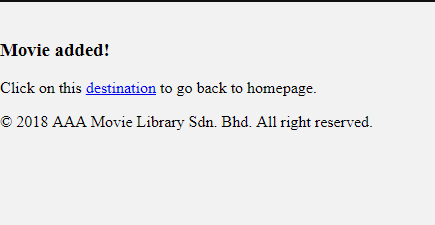 Movie added!
Click on this destination to go back to homepage.
© 2018 AAA Movie Library Sdn. Bhd. All right reserved.